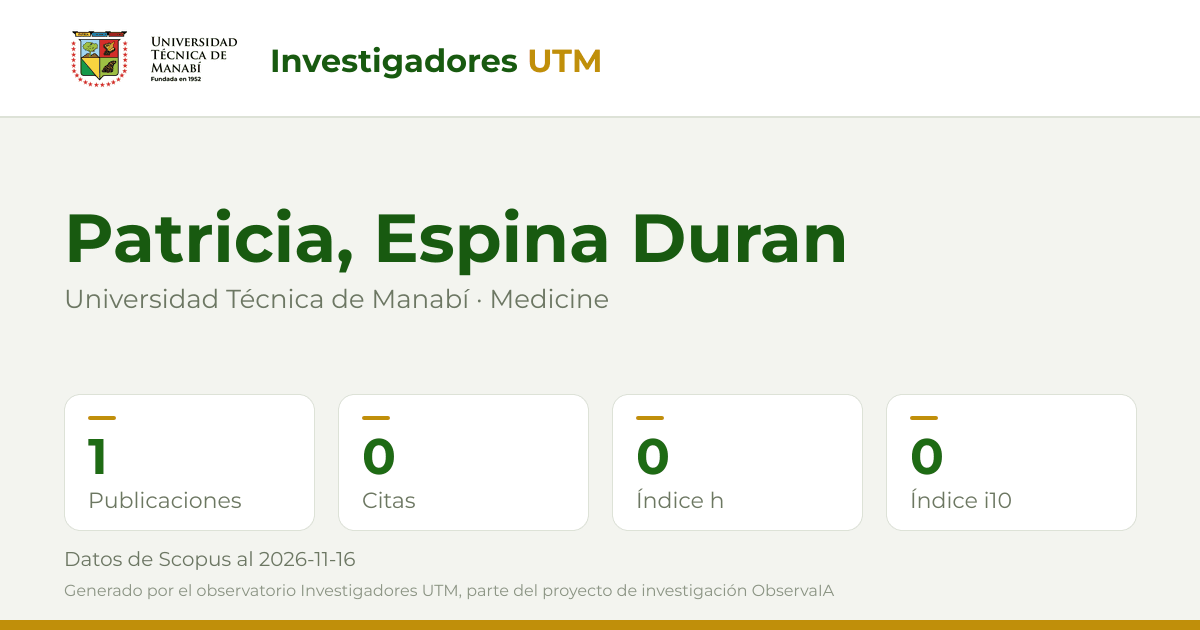 UNIVERSIDAD
TÉCNICA DE
MANABÍ
Fundada en 1952
Investigadores UTM
Patricia, Espina Duran
Universidad Técnica de Manabí · Medicine
1
Publicaciones
0
Citas
0
Índice h
0
Índice i10
Datos de Scopus al 2026-11-16
Generado por el observatorio Investigadores UTM, parte del proyecto de investigación ObservaIA